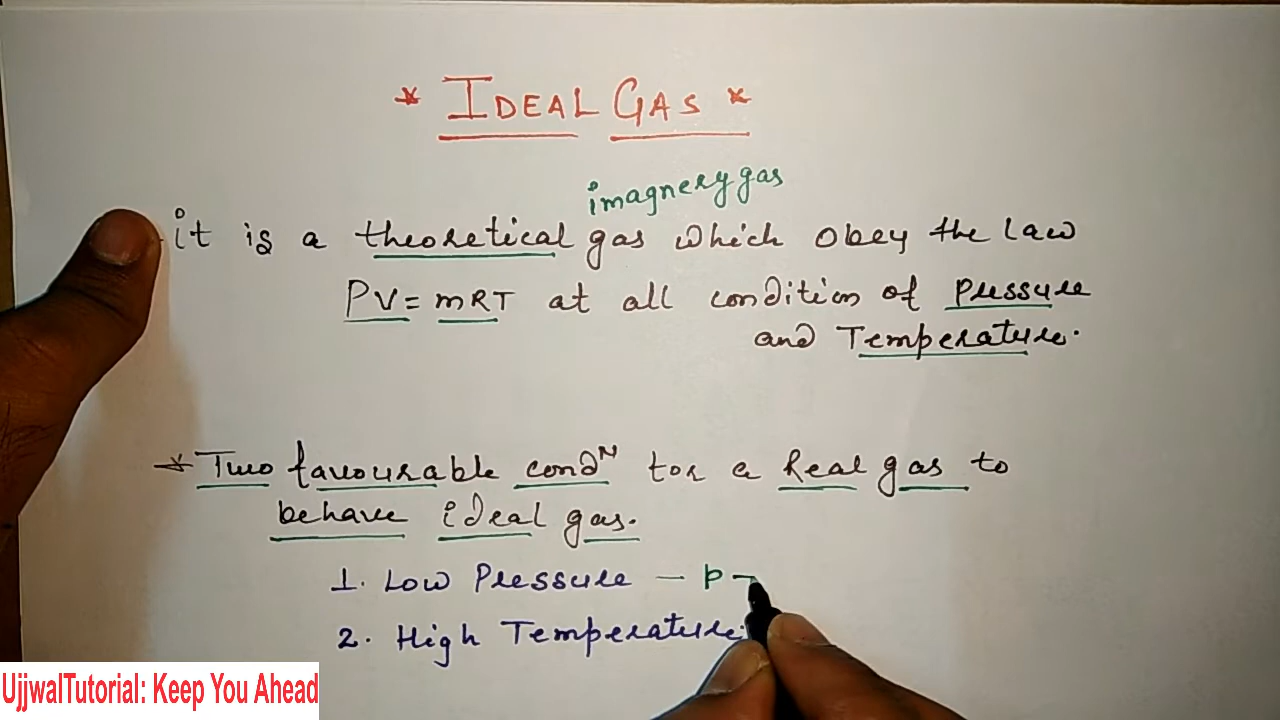 * IDEAL GAS *
imagnery gas
it is a theoretical gas which obey the law
PV = mRT at all condition of pressure
and Temperature.
* Two favourable condN for a Real gas to
behave ideal gas.
1. Low Pressure — P →
2. High Temperature.
UjjwalTutorial: Keep You Ahead